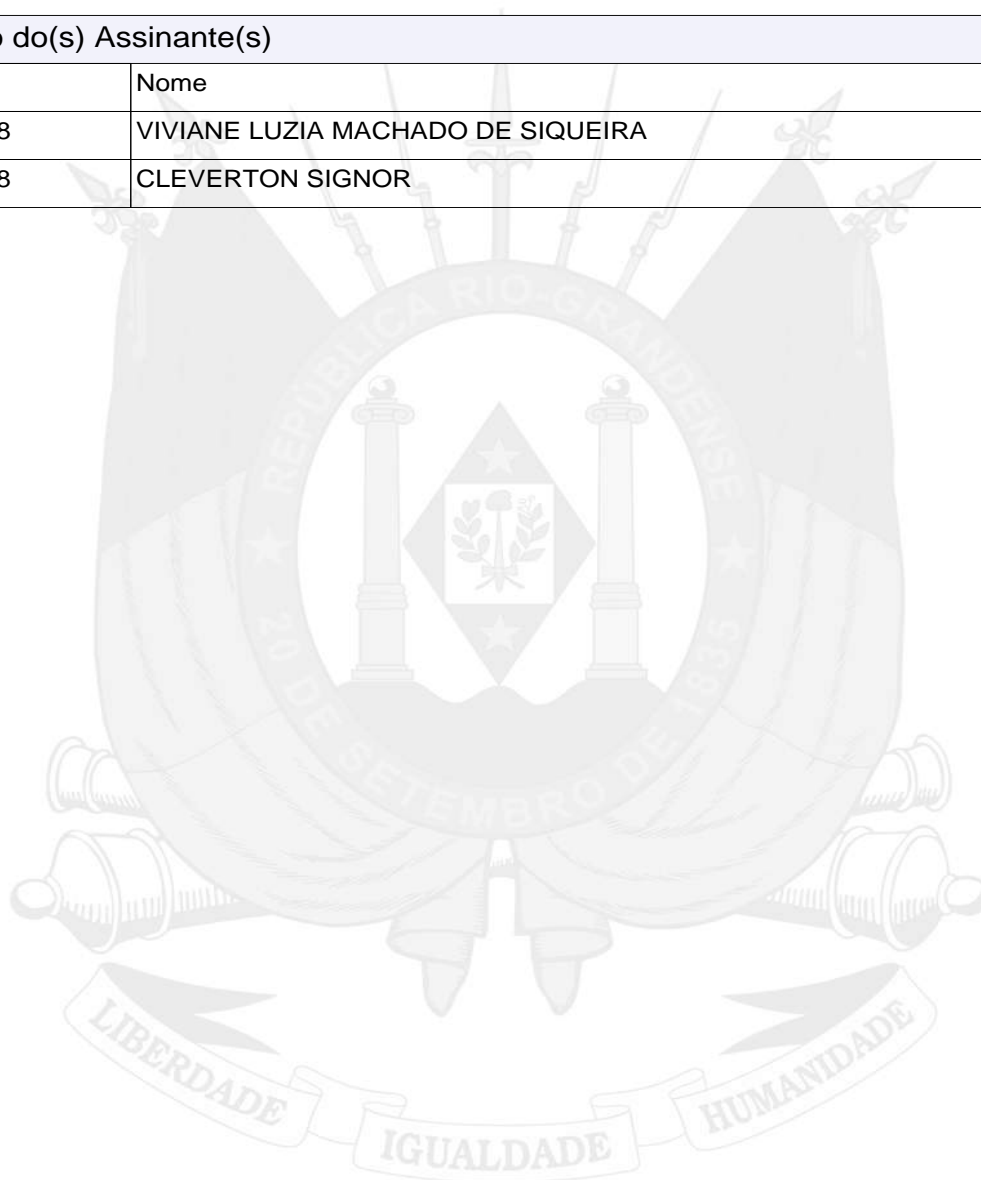 o do(s) Assinante(s)
Nome
8 VIVIANE LUZIA MACHADO DE SIQUEIRA
8 CLEVERTON SIGNOR
REPÚBLICA RIO-GRANDENSE
20 DE SETEMBRO DE 1835
LIBERDADE IGUALDADE HUMANIDADE